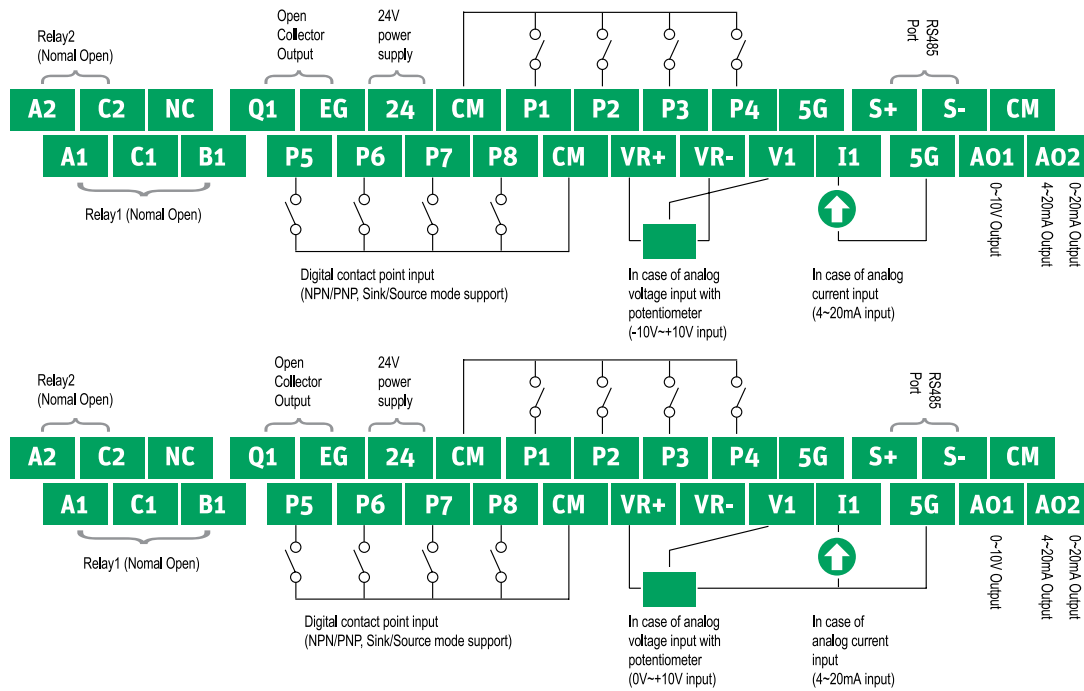 Relay2
(Nomal Open)
Open
Collector
Output
24V
power
supply
RS485
Port
A2 C2 NC Q1 EG 24 CM P1 P2 P3 P4 5G S+ S- CM
A1 C1 B1 P5 P6 P7 P8 CM VR+ VR- V1 I1 5G AO1 AO2
Relay1 (Nomal Open)
Digital contact point input
(NPN/PNP, Sink/Source mode support)
In case of analog
voltage input with
potentiometer
(-10V~+10V input)
In case of analog
current input
(4~20mA input)
0~10V Output
4~20mA Output
0~20mA Output
Relay2
(Nomal Open)
Open
Collector
Output
24V
power
supply
RS485
Port
A2 C2 NC Q1 EG 24 CM P1 P2 P3 P4 5G S+ S- CM
A1 C1 B1 P5 P6 P7 P8 CM VR+ VR- V1 I1 5G AO1 AO2
Relay1 (Nomal Open)
Digital contact point input
(NPN/PNP, Sink/Source mode support)
In case of analog
voltage input with
potentiometer
(0V~+10V input)
In case of
analog current
input
(4~20mA input)
0~10V Output
4~20mA Output
0~20mA Output